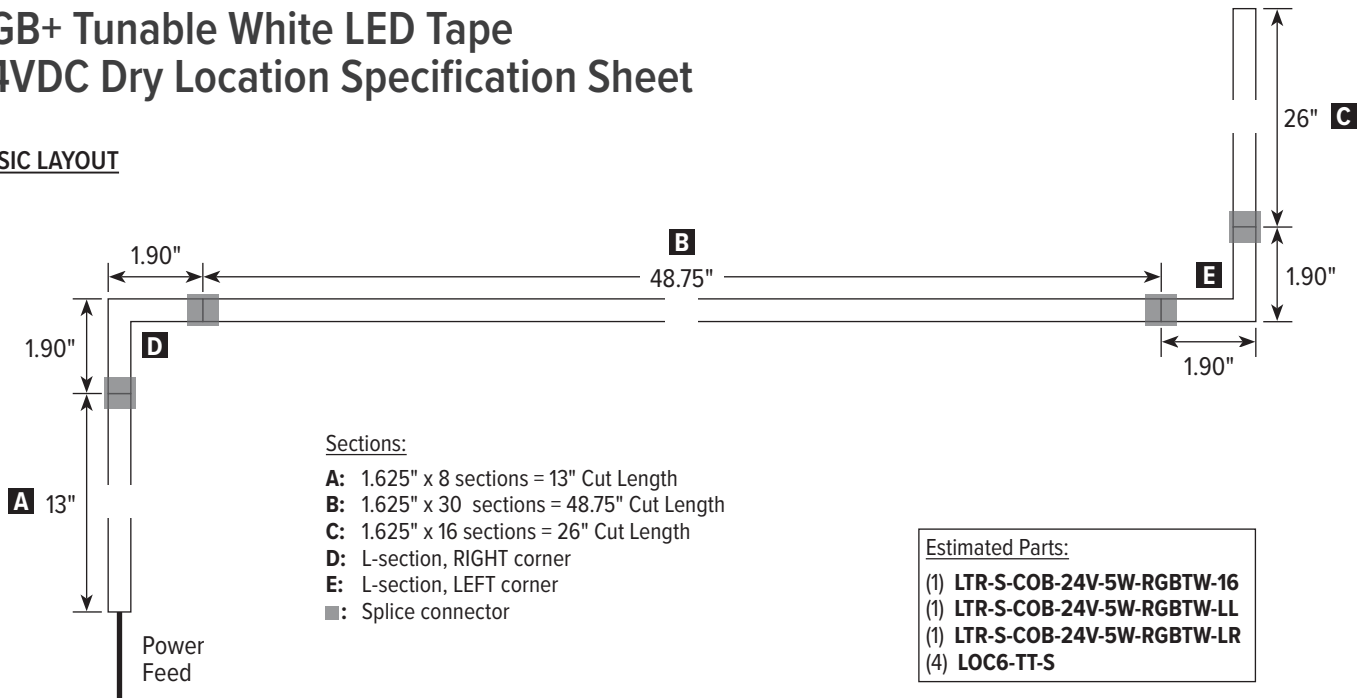 GB+ Tunable White LED Tape
4VDC Dry Location Specification Sheet
SIC LAYOUT
26" C
1.90"
B
48.75"
E
1.90"
1.90"
D
1.90"
A 13"
Sections:
A: 1.625" x 8 sections = 13" Cut Length
B: 1.625" x 30 sections = 48.75" Cut Length
C: 1.625" x 16 sections = 26" Cut Length
D: L-section, RIGHT corner
E: L-section, LEFT corner
■: Splice connector
Power
Feed
Estimated Parts:
(1) LTR-S-COB-24V-5W-RGBTW-16
(1) LTR-S-COB-24V-5W-RGBTW-LL
(1) LTR-S-COB-24V-5W-RGBTW-LR
(4) LOC6-TT-S